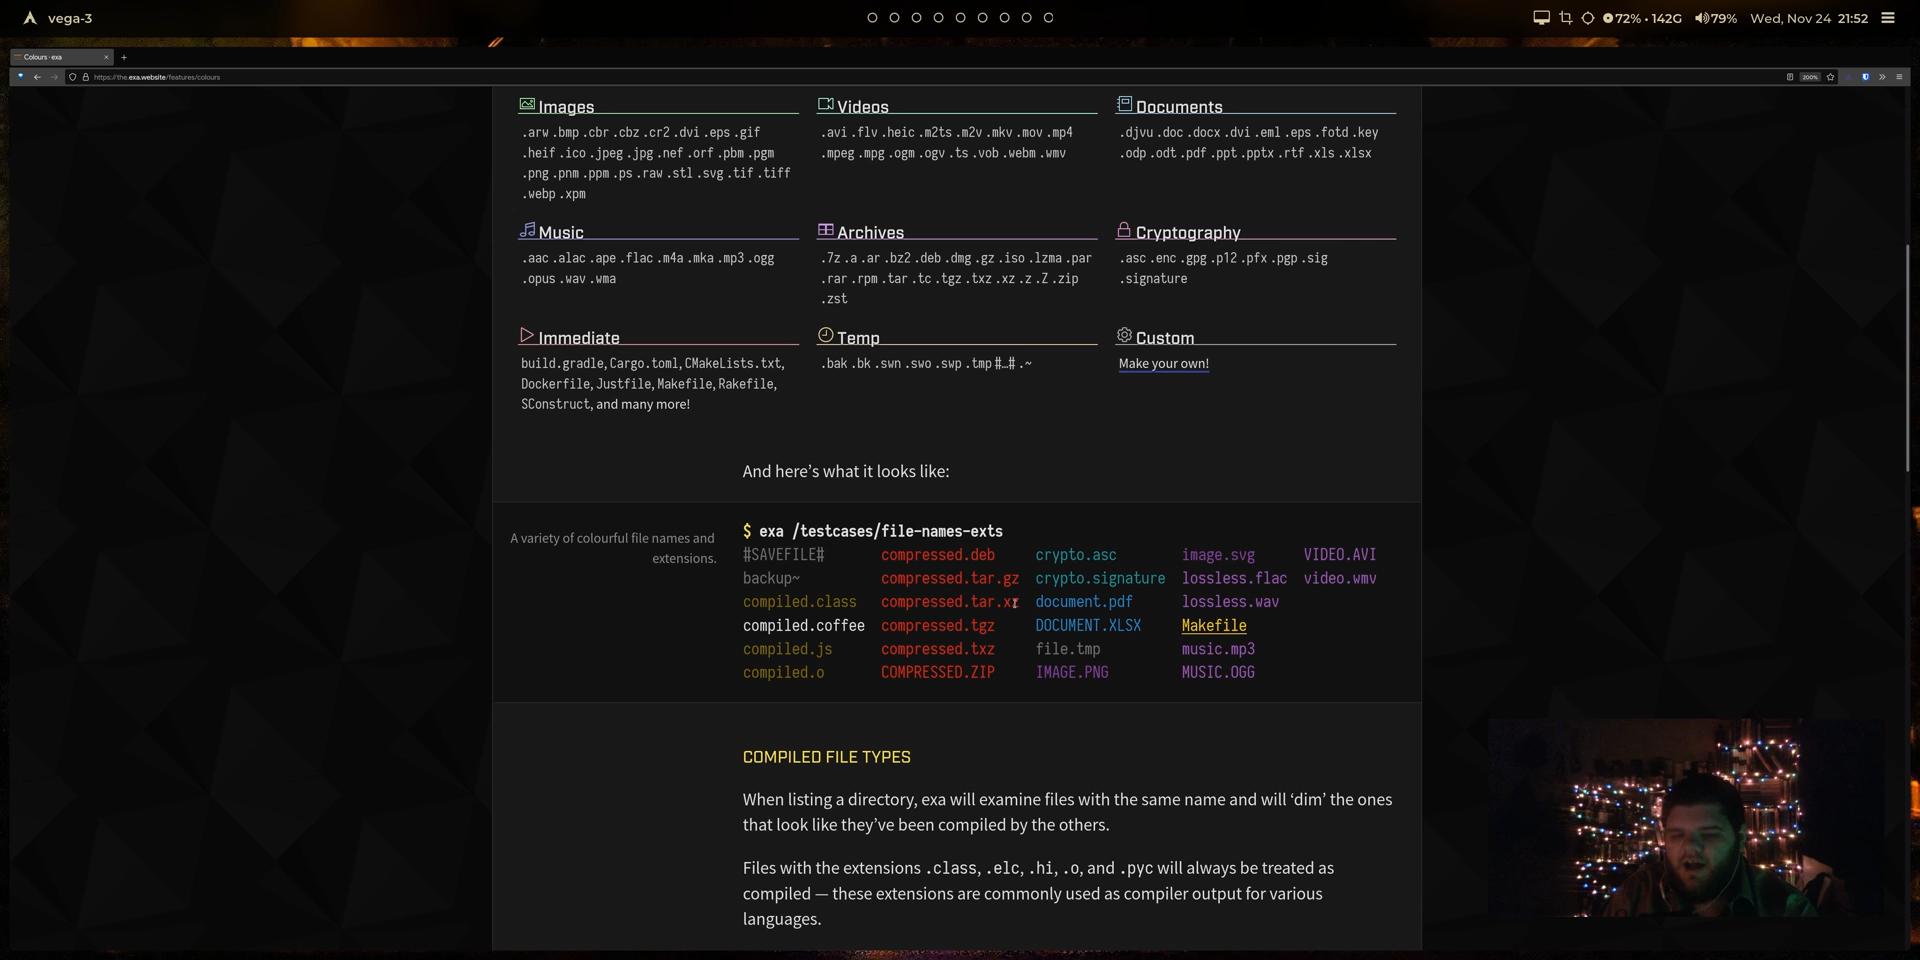 vega-3
72% • 142G 79% Wed, Nov 24 21:52
Colours · exa
https://the.exa.website/features/colours
200%
Images
.arw .bmp .cbr .cbz .cr2 .dvi .eps .gif
.heif .ico .jpeg .jpg .nef .orf .pbm .pgm
.png .pnm .ppm .ps .raw .stl .svg .tif .tiff
.webp .xpm
Videos
.avi .flv .heic .m2ts .m2v .mkv .mov .mp4
.mpeg .mpg .ogm .ogv .ts .vob .webm .wmv
Documents
.djvu .doc .docx .dvi .eml .eps .fotd .key
.odp .odt .pdf .ppt .pptx .rtf .xls .xlsx
Music
.aac .alac .ape .flac .m4a .mka .mp3 .ogg
.opus .wav .wma
Archives
.7z .a .ar .bz2 .deb .dmg .gz .iso .lzma .par
.rar .rpm .tar .tc .tgz .txz .xz .z .Z .zip
.zst
Cryptography
.asc .enc .gpg .p12 .pfx .pgp .sig
.signature
Immediate
build.gradle, Cargo.toml, CMakeLists.txt,
Dockerfile, Justfile, Makefile, Rakefile,
SConstruct, and many more!
Temp
.bak .bk .swn .swo .swp .tmp #…# .~
Custom
Make your own!
And here’s what it looks like:
A variety of colourful file names and
extensions.
$ exa /testcases/file-names-exts
#SAVEFILE# compressed.deb crypto.asc image.svg VIDEO.AVI
backup~ compressed.tar.gz crypto.signature lossless.flac video.wmv
compiled.class compressed.tar.xz document.pdf lossless.wav
compiled.coffee compressed.tgz DOCUMENT.XLSX Makefile
compiled.js compressed.txz file.tmp music.mp3
compiled.o COMPRESSED.ZIP IMAGE.PNG MUSIC.OGG
COMPILED FILE TYPES
When listing a directory, exa will examine files with the same name and will ‘dim’ the ones
that look like they’ve been compiled by the others.
Files with the extensions .class, .elc, .hi, .o, and .pyc will always be treated as
compiled — these extensions are commonly used as compiler output for various
languages.